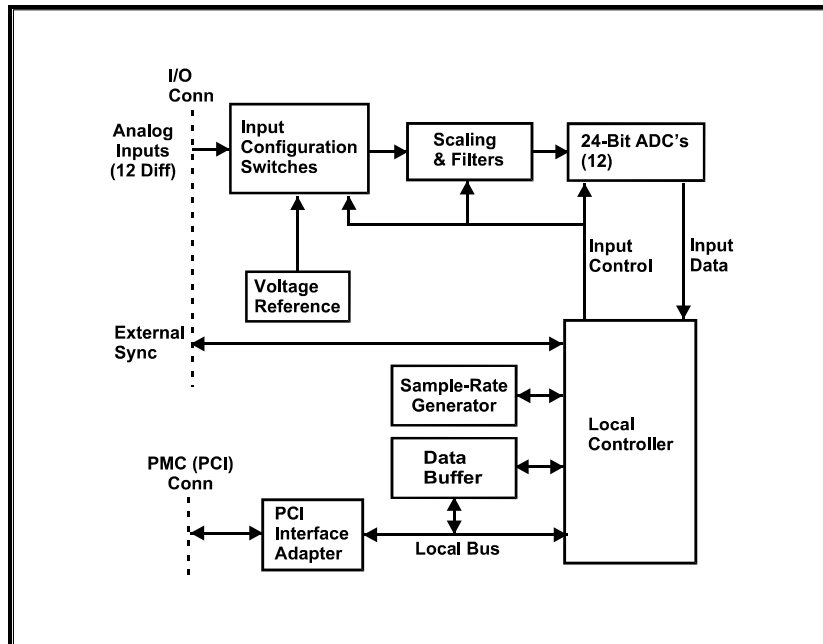 I/O
Conn
Analog
Inputs
(12 Diff)
Input
Configuration
Switches
Scaling
& Filters
24-Bit ADC's
(12)
Input
Control
Input
Data
Voltage
Reference
External
Sync
Sample-Rate
Generator
Local
Controller
Data
Buffer
PMC (PCI)
Conn
PCI
Interface
Adapter
Local Bus